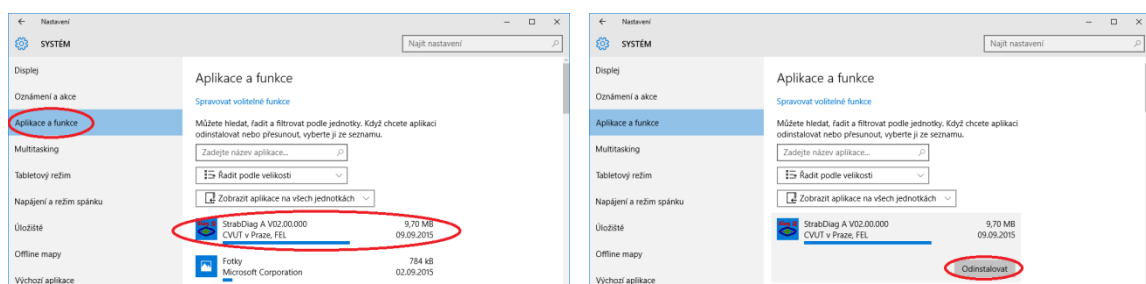 Nastavení
SYSTÉM
Najít nastavení
Displej
Oznámení a akce
Aplikace a funkce
Multitasking
Tabletový režim
Napájení a režim spánku
Úložiště
Offline mapy
Výchozí aplikace
Aplikace a funkce
Spravovat volitelné funkce
Můžete hledat, řadit a filtrovat podle jednotky. Když chcete aplikaci
odinstalovat nebo přesunout, vyberte ji ze seznamu.
Zadejte název aplikace...
Řadit podle velikosti
Zobrazit aplikace na všech jednotkách
StrabDiag A V02.00.000 9,70 MB
CVUT v Praze, FEL 09.09.2015
Fotky 784 kB
Microsoft Corporation 02.09.2015
Nastavení
SYSTÉM
Najít nastavení
Displej
Oznámení a akce
Aplikace a funkce
Multitasking
Tabletový režim
Napájení a režim spánku
Úložiště
Offline mapy
Výchozí aplikace
Aplikace a funkce
Spravovat volitelné funkce
Můžete hledat, řadit a filtrovat podle jednotky. Když chcete aplikaci
odinstalovat nebo přesunout, vyberte ji ze seznamu.
Zadejte název aplikace...
Řadit podle velikosti
Zobrazit aplikace na všech jednotkách
StrabDiag A V02.00.000 9,70 MB
CVUT v Praze, FEL 09.09.2015
Odinstalovat